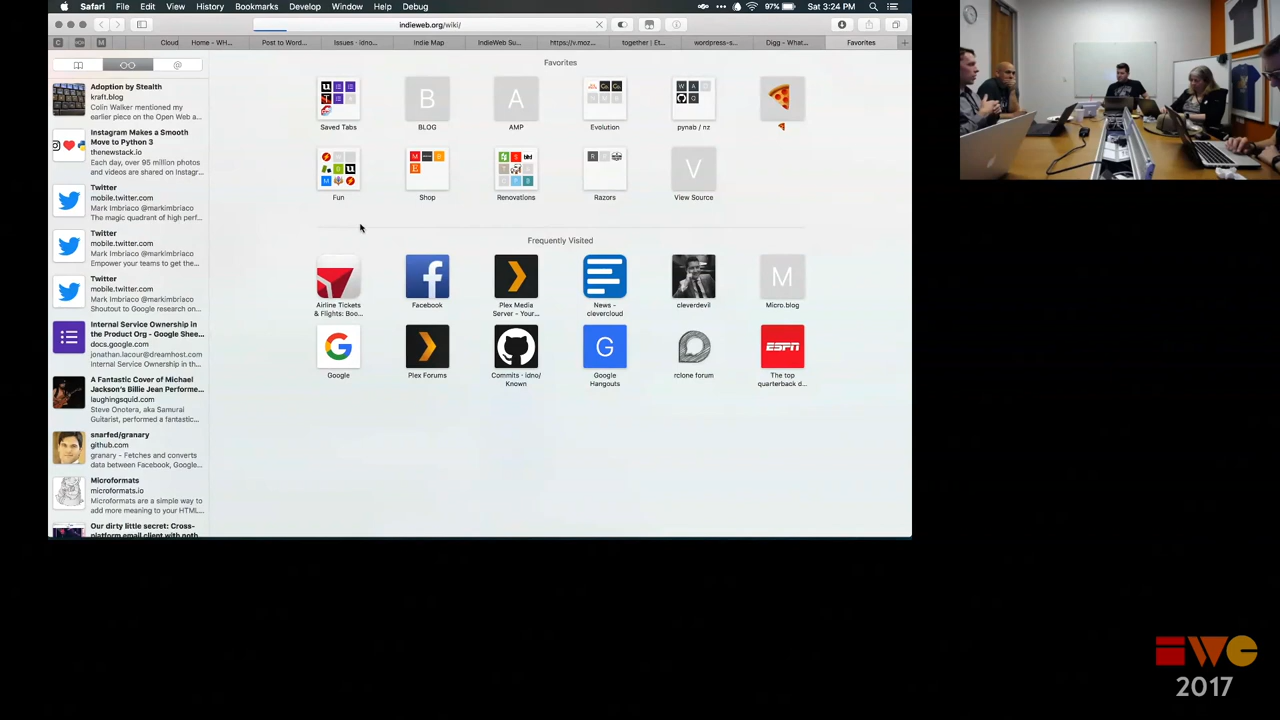 Safari File Edit View History Bookmarks Develop Window Help Debug
97% Sat 3:24 PM
indieweb.org/wiki/
Cloud Home – WH... Post to Word... Issues · idno... Indie Map IndieWeb Su... https://v.moz... together | Et... wordpress-s... Digg - What... Favorites
Adoption by Stealth
kraft.blog
Colin Walker mentioned my
earlier piece on the Open Web a...
Instagram Makes a Smooth
Move to Python 3
thenewstack.io
Each day, over 95 million photos
and videos are shared on Instagr...
Twitter
mobile.twitter.com
Mark Imbriaco @markimbriaco
The magic quadrant of high perf...
Twitter
mobile.twitter.com
Mark Imbriaco @markimbriaco
Empower your teams to get the...
Twitter
mobile.twitter.com
Mark Imbriaco @markimbriaco
Shoutout to Google research on...
Internal Service Ownership in
the Product Org - Google Shee...
docs.google.com
jonathan.lacour@dreamhost.com
Internal Service Ownership in th...
A Fantastic Cover of Michael
Jackson's Billie Jean Performe...
laughingsquid.com
Steve Onotera, aka Samurai
Guitarist, performed a fantastic...
snarfed/granary
github.com
granary - Fetches and converts
data between Facebook, Google...
Microformats
microformats.io
Microformats are a simple way to
add more meaning to your HTML...
Our dirty little secret: Cross-
platform email client with noth...
Favorites
B A
Saved Tabs BLOG AMP Evolution pynab / nz
V
Fun Shop Renovations Razors View Source
Frequently Visited
M
Airline Tickets
& Flights: Boo...
Facebook
Plex Media
Server - Your...
News –
clevercloud
cleverdevil
Micro.blog
G
ESPN
Google
Plex Forums
Commits · idno/
Known
Google
Hangouts
rclone forum
The top
quarterback d...
IWC
2017